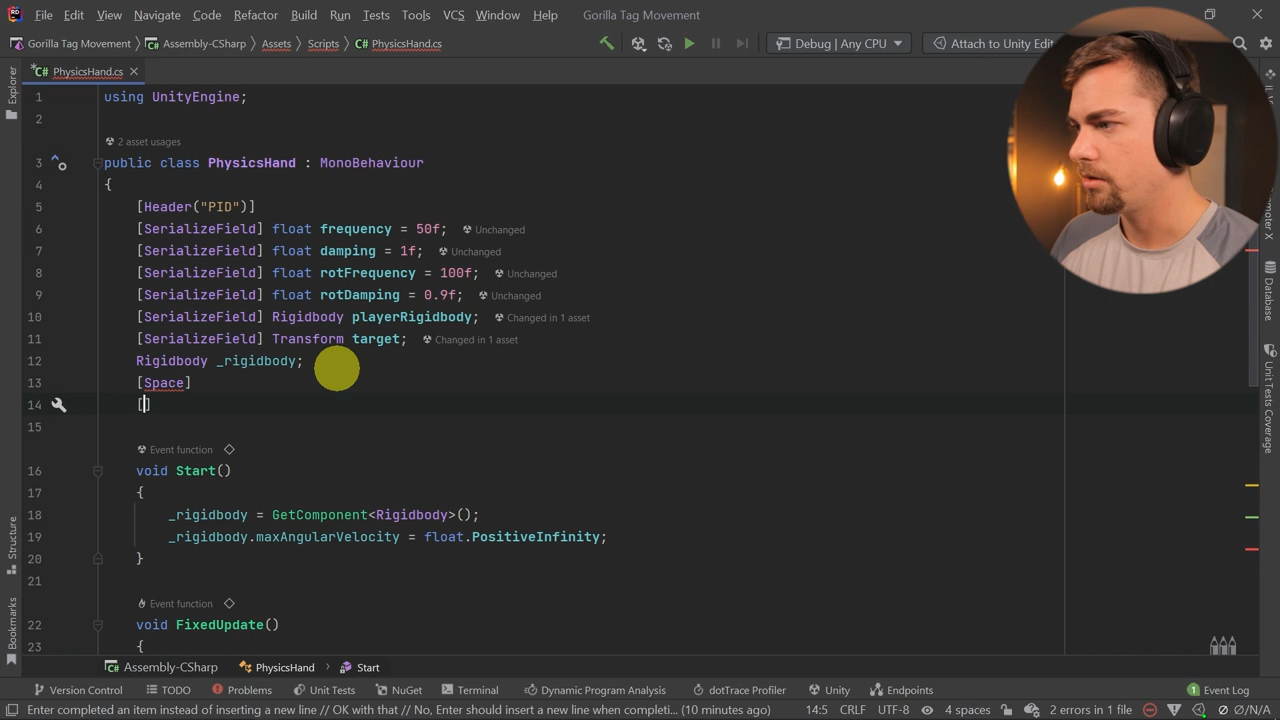 File Edit View Navigate Code Refactor Build Run Tests Tools VCS Window Help Gorilla Tag Movement
Gorilla Tag Movement Assembly-CSharp Assets Scripts C# PhysicsHand.cs Debug | Any CPU Attach to Unity Edit
C# PhysicsHand.cs
Explorer
1 using UnityEngine;
2
2 asset usages
3 public class PhysicsHand : MonoBehaviour
4 {
5 [Header("PID")]
6 [SerializeField] float frequency = 50f; Unchanged
7 [SerializeField] float damping = 1f; Unchanged
8 [SerializeField] float rotFrequency = 100f; Unchanged
9 [SerializeField] float rotDamping = 0.9f; Unchanged
10 [SerializeField] Rigidbody playerRigidbody; Changed in 1 asset
11 [SerializeField] Transform target; Changed in 1 asset
12 Rigidbody _rigidbody;
13 [Space]
14 []
15
Event function
16 void Start()
17 {
18 _rigidbody = GetComponent<Rigidbody>();
19 _rigidbody.maxAngularVelocity = float.PositiveInfinity;
20 }
21
Event function
22 void FixedUpdate()
23 {
Structure
Bookmarks
Database
Unit Tests Coverage
C# Assembly-CSharp PhysicsHand Start
Version Control TODO Problems Unit Tests NuGet Terminal Dynamic Program Analysis dotTrace Profiler Unity Endpoints 1 Event Log
Enter completed an item instead of inserting a new line // OK with that // No, Enter should insert a new line when completi... (10 minutes ago) 14:5 CRLF UTF-8 4 spaces 2 errors in 1 file Ø/N/A